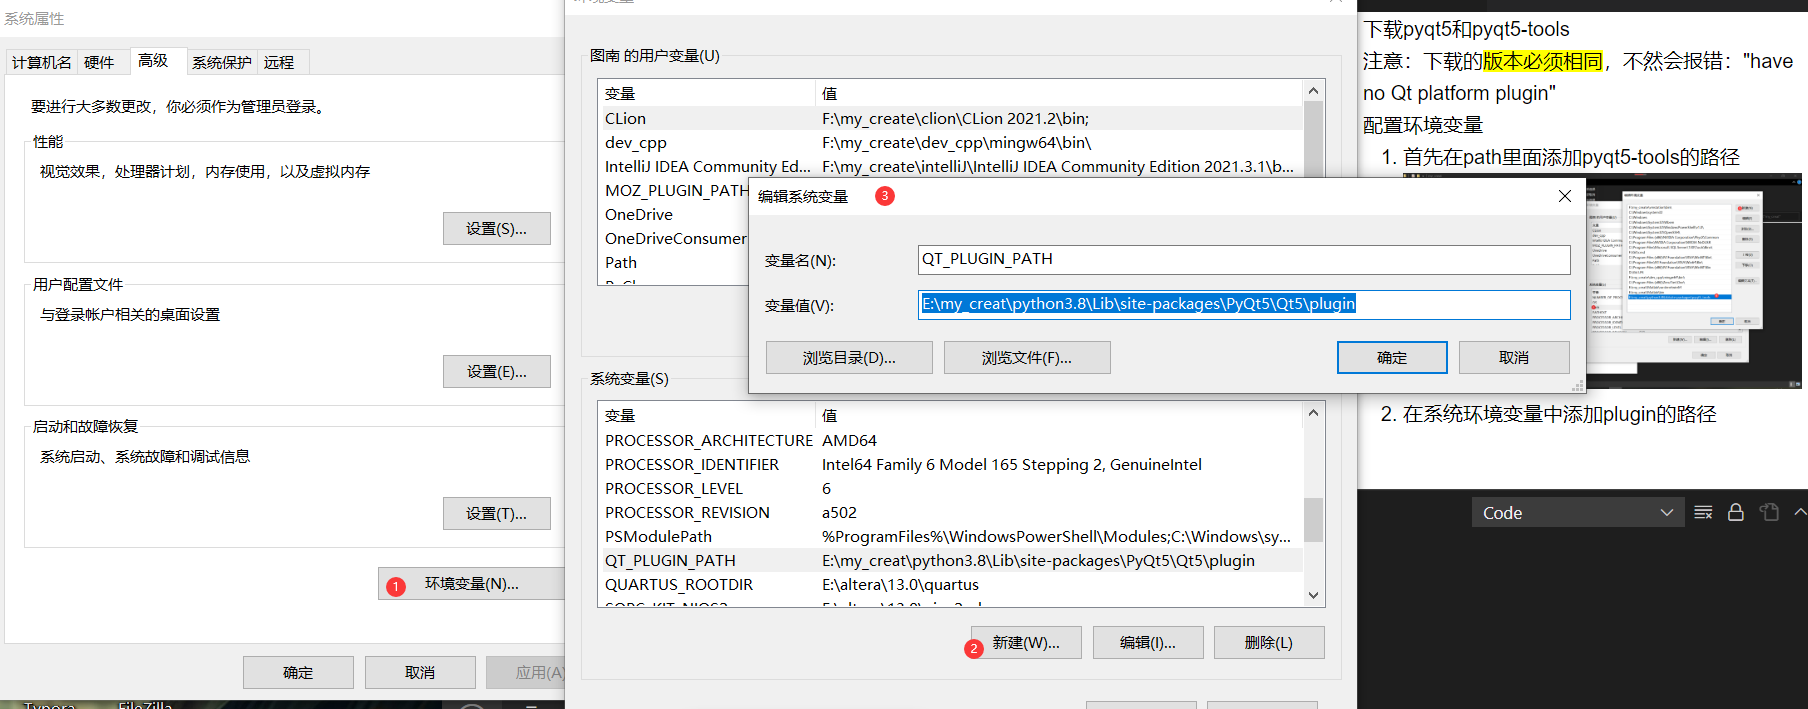 系统属性
计算机名
硬件
高级
系统保护
远程
要进行大多数更改，你必须作为管理员登录。
性能
视觉效果，处理器计划，内存使用，以及虚拟内存
设置(S)...
用户配置文件
与登录帐户相关的桌面设置
设置(E)...
启动和故障恢复
系统启动、系统故障和调试信息
设置(T)...
1
环境变量(N)...
确定
取消
应用(A)
Typora
FileZilla
环境变量
图南 的用户变量(U)
变量 值
CLion F:\my_create\clion\CLion 2021.2\bin;
dev_cpp F:\my_create\dev_cpp\mingw64\bin\
IntelliJ IDEA Community Ed... F:\my_create\intelliJ\IntelliJ IDEA Community Edition 2021.3.1\b...
MOZ_PLUGIN_PATH
OneDrive
OneDriveConsumer
Path
编辑系统变量
3
变量名(N): QT_PLUGIN_PATH
变量值(V): E:\my_creat\python3.8\Lib\site-packages\PyQt5\Qt5\plugin
浏览目录(D)...
浏览文件(F)...
确定
取消
系统变量(S)
变量 值
PROCESSOR_ARCHITECTURE AMD64
PROCESSOR_IDENTIFIER Intel64 Family 6 Model 165 Stepping 2, GenuineIntel
PROCESSOR_LEVEL 6
PROCESSOR_REVISION a502
PSModulePath %ProgramFiles%\WindowsPowerShell\Modules;C:\Windows\sy...
QT_PLUGIN_PATH E:\my_creat\python3.8\Lib\site-packages\PyQt5\Qt5\plugin
QUARTUS_ROOTDIR E:\altera\13.0\quartus
2
新建(W)...
编辑(I)...
删除(L)
下载pyqt5和pyqt5-tools
注意：下载的版本必须相同，不然会报错："have
no Qt platform plugin"
配置环境变量
1. 首先在path里面添加pyqt5-tools的路径
2. 在系统环境变量中添加plugin的路径
Code